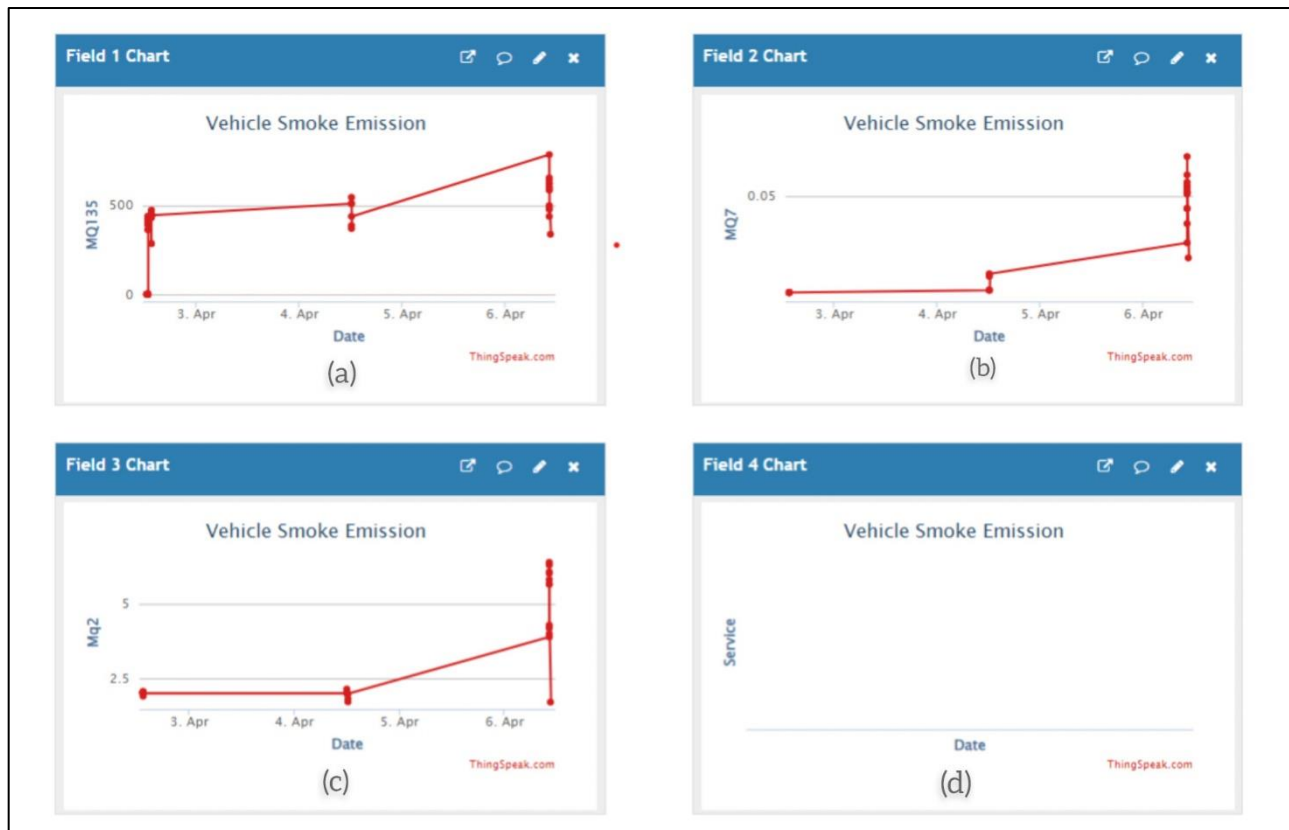 Field 1 Chart
Vehicle Smoke Emission
MQ135
500
0
3. Apr 4. Apr 5. Apr 6. Apr
Date
ThingSpeak.com
(a)
Field 2 Chart
Vehicle Smoke Emission
MQ7
0.05
3. Apr 4. Apr 5. Apr 6. Apr
Date
ThingSpeak.com
(b)
Field 3 Chart
Vehicle Smoke Emission
Mq2
5
2.5
3. Apr 4. Apr 5. Apr 6. Apr
Date
ThingSpeak.com
(c)
Field 4 Chart
Vehicle Smoke Emission
Service
Date
ThingSpeak.com
(d)